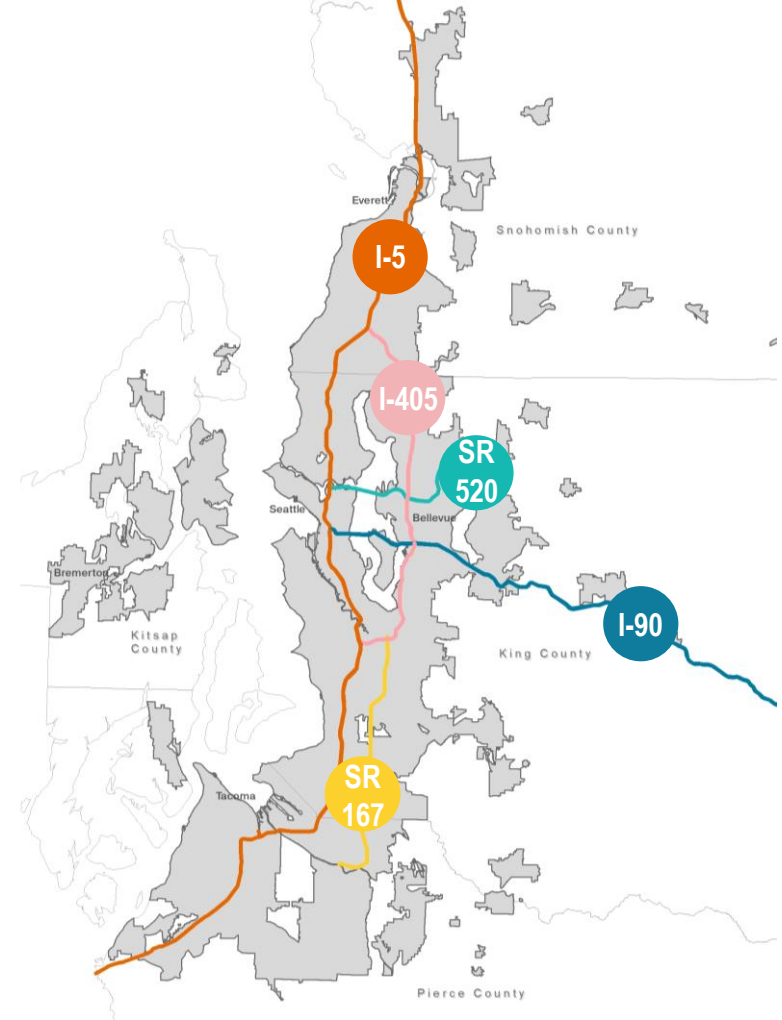 Everett
Snohomish County
I-5
I-405
SR
520
Seattle
Bellevue
Bremerton
I-90
Kitsap
County
King County
SR
167
Tacoma
Pierce County